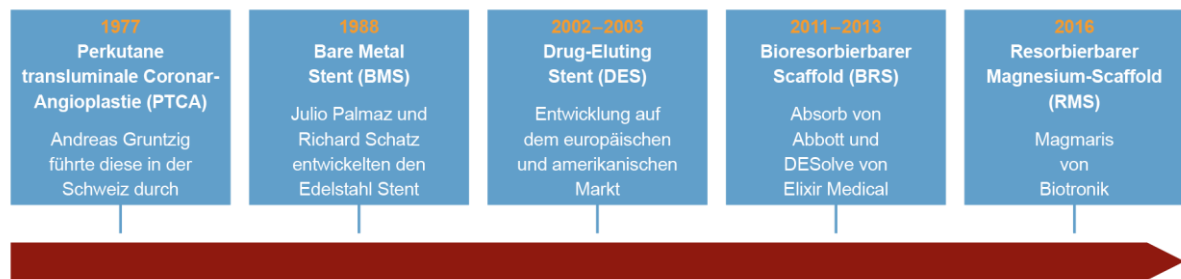 1977
Perkutane
transluminale Coronar-
Angioplastie (PTCA)
Andreas Gruntzig
führte diese in der
Schweiz durch
1988
Bare Metal
Stent (BMS)
Julio Palmaz und
Richard Schatz
entwickelten den
Edelstahl Stent
2002–2003
Drug-Eluting
Stent (DES)
Entwicklung auf
dem europäischen
und amerikanischen
Markt
2011–2013
Bioresorbierbarer
Scaffold (BRS)
Absorb von
Abbott und
DESolve von
Elixir Medical
2016
Resorbierbarer
Magnesium-Scaffold
(RMS)
Magmaris
von
Biotronik